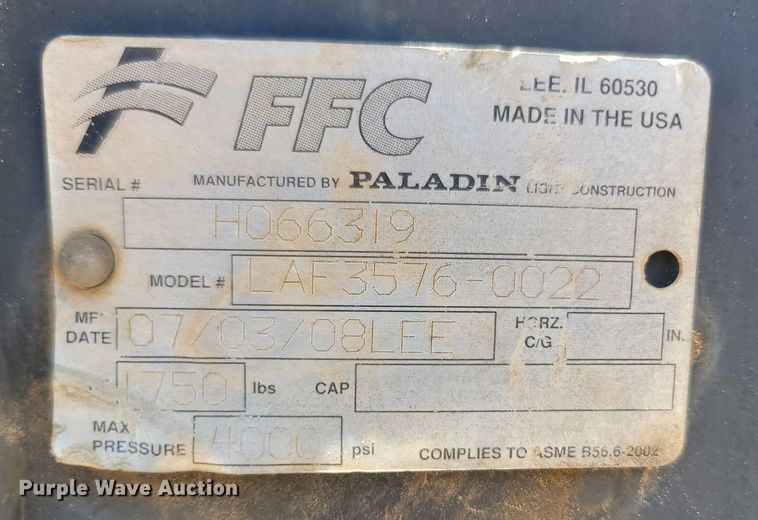 FFC
LEE, IL 60530
MADE IN THE USA
SERIAL # MANUFACTURED BY PALADIN LIGHT CONSTRUCTION
H066319
MODEL # LAF3576-0022
MF DATE 07/03/08LEE HORZ. C/G IN.
1750 lbs CAP
MAX PRESSURE 4000 psi COMPLIES TO ASME B56.6-2002
Purple Wave Auction